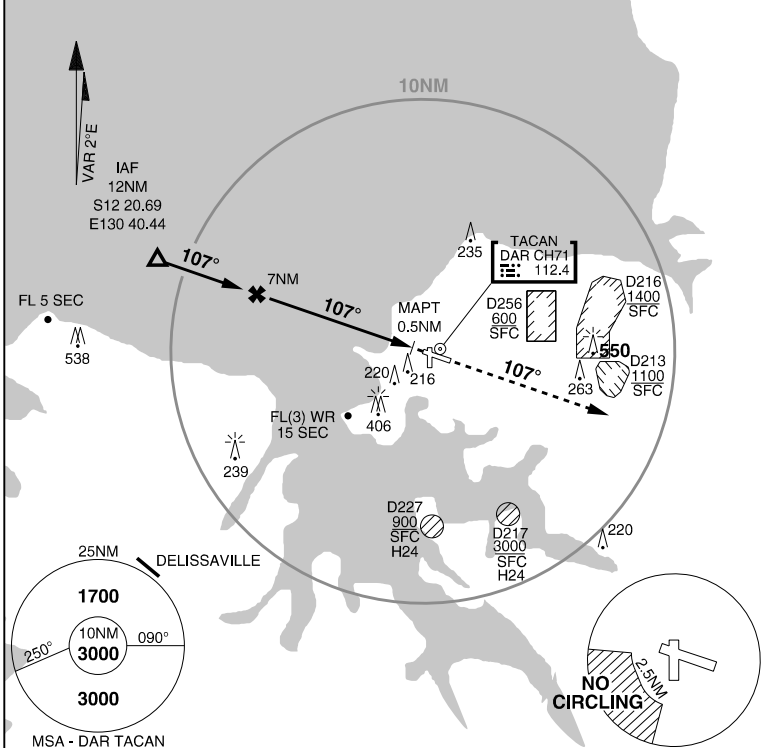 10NM
VAR 2°E
IAF
12NM
S12 20.69
E130 40.44
107°
7NM
107°
235
TACAN
DAR CH71
112.4
D256
600
SFC
D216
1400
SFC
MAPT
0.5NM
550
D213
1100
SFC
107°
263
FL 5 SEC
538
220
216
FL(3) WR
15 SEC
406
239
D227
900
SFC
H24
D217
3000
SFC
H24
220
25NM
DELISSAVILLE
1700
10NM
3000
250°
090°
3000
MSA - DAR TACAN
2.5NM
NO
CIRCLING